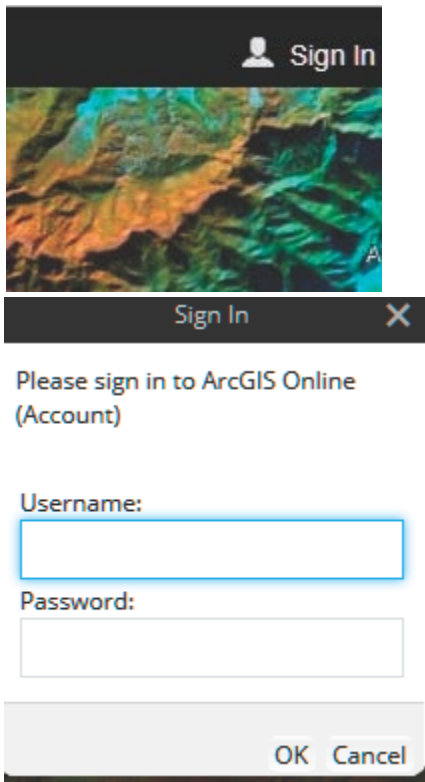 Sign In
A
Sign In
Please sign in to ArcGIS Online
(Account)
Username:
Password:
OK Cancel